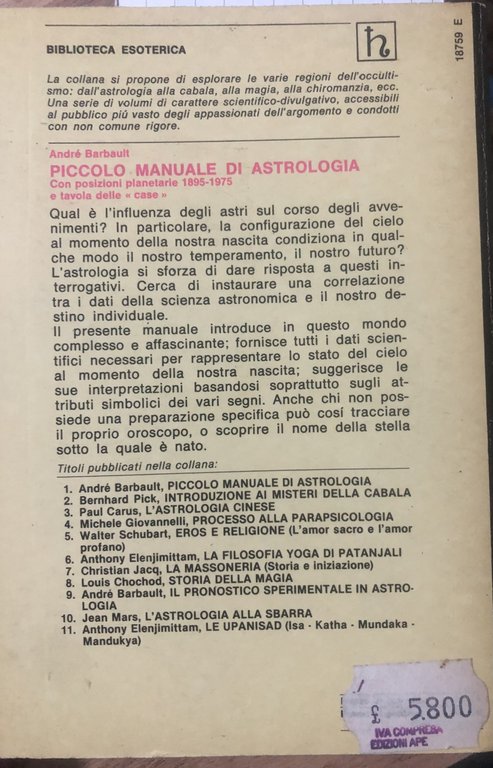 BIBLIOTECA ESOTERICA
18759 E
La collana si propone di esplorare le varie regioni dell'occulti-
smo: dall'astrologia alla cabala, alla magia, alla chiromanzia, ecc.
Una serie di volumi di carattere scientifico-divulgativo, accessibili
al pubblico piú vasto degli appassionati dell'argomento e condotti
con non comune rigore.
André Barbault
PICCOLO MANUALE DI ASTROLOGIA
Con posizioni planetarie 1895-1975
e tavola delle « case »
Qual è l'influenza degli astri sul corso degli avve-
nimenti? In particolare, la configurazione del cielo
al momento della nostra nascita condiziona in qual-
che modo il nostro temperamento, il nostro futuro?
L'astrologia si sforza di dare risposta a questi in-
terrogativi. Cerca di instaurare una correlazione
tra i dati della scienza astronomica e il nostro de-
stino individuale.
Il presente manuale introduce in questo mondo
complesso e affascinante; fornisce tutti i dati scien-
tifici necessari per rappresentare lo stato del cielo
al momento della nostra nascita; suggerisce le
sue interpretazioni basandosi soprattutto sugli at-
tributi simbolici dei vari segni. Anche chi non pos-
siede una preparazione specifica può cosí tracciare
il proprio oroscopo, o scoprire il nome della stella
sotto la quale è nato.
Titoli pubblicati nella collana:
1. André Barbault, PICCOLO MANUALE DI ASTROLOGIA
2. Bernhard Pick, INTRODUZIONE AI MISTERI DELLA CABALA
3. Paul Carus, L'ASTROLOGIA CINESE
4. Michele Giovannelli, PROCESSO ALLA PARAPSICOLOGIA
5. Walter Schubart, EROS E RELIGIONE (L'amor sacro e l'amor
profano)
6. Anthony Elenjimittam, LA FILOSOFIA YOGA DI PATANJALI
7. Christian Jacq, LA MASSONERIA (Storia e iniziazione)
8. Louis Chochod, STORIA DELLA MAGIA
9. André Barbault, IL PRONOSTICO SPERIMENTALE IN ASTRO-
LOGIA
10. Jean Mars, L'ASTROLOGIA ALLA SBARRA
11. Anthony Elenjimittam, LE UPANISAD (Isa - Katha - Mundaka -
Mandukya)
£ 5.800
IVA COMPRESA
EDIZIONI APE